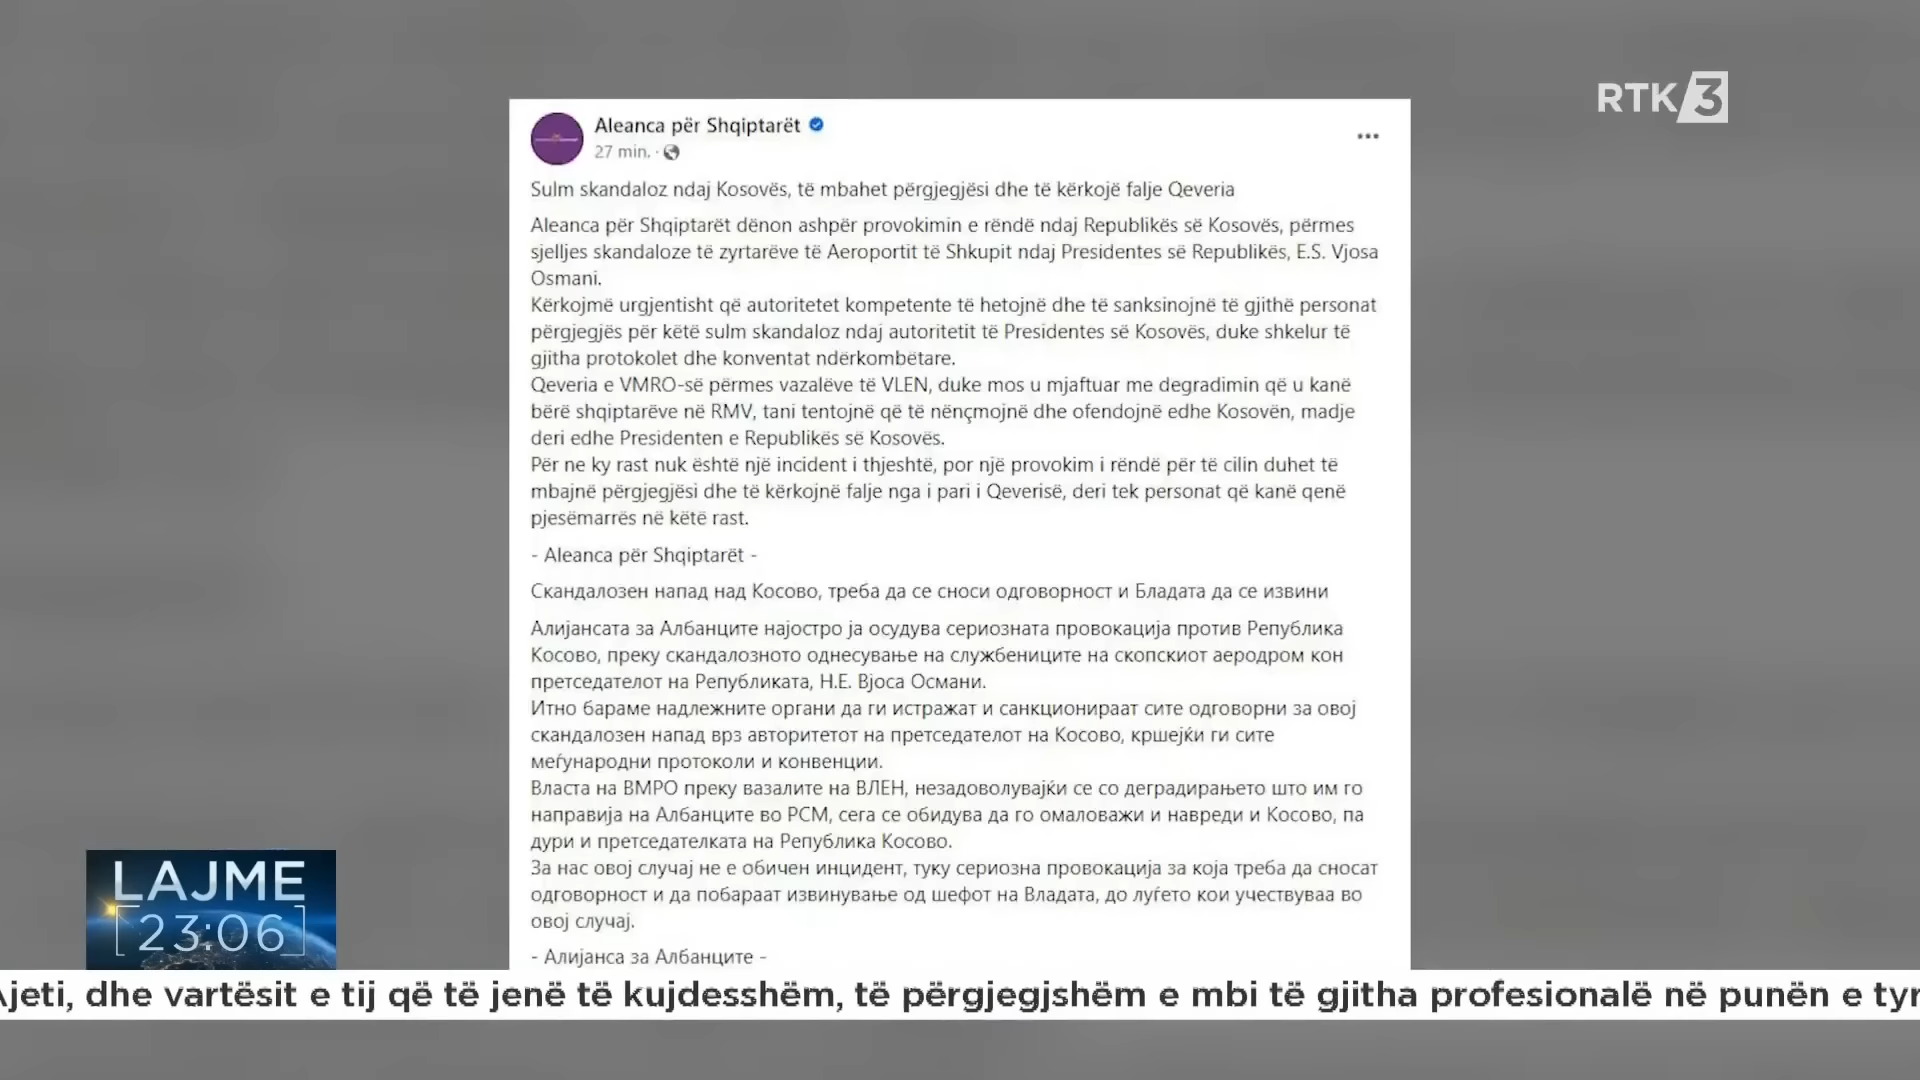 RTK 3
Aleanca për Shqiptarët
27 min. ·
Sulm skandaloz ndaj Kosovës, të mbahet përgjegjësi dhe të kërkojë falje Qeveria
Aleanca për Shqiptarët dënon ashpër provokimin e rëndë ndaj Republikës së Kosovës, përmes
sjelljes skandaloze të zyrtarëve të Aeroportit të Shkupit ndaj Presidentes së Republikës, E.S. Vjosa
Osmani.
Kërkojmë urgjentisht që autoritetet kompetente të hetojnë dhe të sanksinojnë të gjithë personat
përgjegjës për këtë sulm skandaloz ndaj autoritetit të Presidentes së Kosovës, duke shkelur të
gjitha protokolet dhe konventat ndërkombëtare.
Qeveria e VMRO-së përmes vazalëve të VLEN, duke mos u mjaftuar me degradimin që u kanë
bërë shqiptarëve në RMV, tani tentojnë që të nënçmojnë dhe ofendojnë edhe Kosovën, madje
deri edhe Presidenten e Republikës së Kosovës.
Për ne ky rast nuk është një incident i thjeshtë, por një provokim i rëndë për të cilin duhet të
mbajnë përgjegjësi dhe të kërkojnë falje nga i pari i Qeverisë, deri tek personat që kanë qenë
pjesëmarrës në këtë rast.
- Aleanca për Shqiptarët -
Скандалозен напад над Косово, треба да се сноси одговорност и Бладата да се извини
Алијансата за Албанците најостро ја осудува сериозната провокација против Република
Косово, преку скандалозното однесување на службениците на скопскиот аеродром кон
претседателот на Републиката, Н.Е. Вјоса Османи.
Итно бараме надлежните органи да ги истражат и санкционираат сите одговорни за овој
скандалозен напад врз авторитетот на претседателот на Косово, кршејќи ги сите
меѓународни протоколи и конвенции.
Власта на ВМРО преку вазалите на ВЛЕН, незадоволувајќи се со деградирањето што им го
направија на Албанците во РСМ, сега се обидува да го омаловажи и навреди и Косово, па
дури и претседателката на Република Косово.
За нас овој случај не е обичен инцидент, туку сериозна провокација за која треба да сносат
одговорност и да побараат извинување од шефот на Владата, до луѓето кои учествуваа во
овој случај.
- Алијанса за Албанците -
LAJME
23:06
Ajeti, dhe vartësit e tij që të jenë të kujdesshëm, të përgjegjshëm e mbi të gjitha profesionalë në punën e tyr